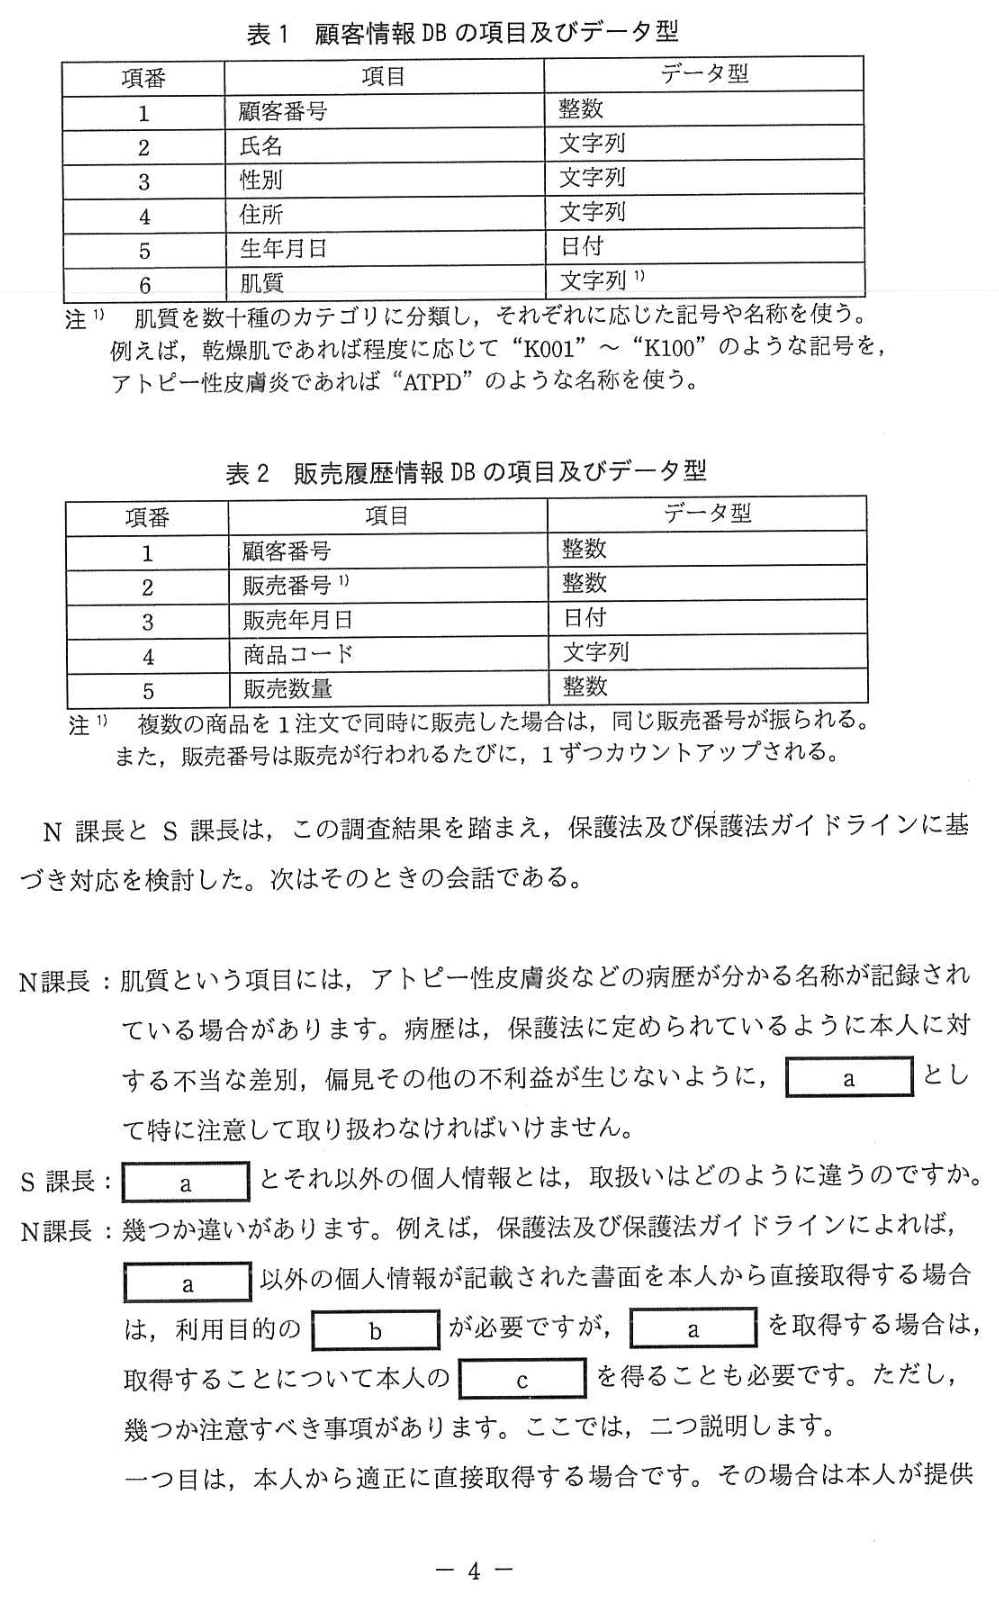 表1 顧客情報DBの項目及びデータ型
項番 項目 データ型
1 顧客番号 整数
2 氏名 文字列
3 性別 文字列
4 住所 文字列
5 生年月日 日付
6 肌質 文字列1)
注1) 肌質を数十種のカテゴリに分類し，それぞれに応じた記号や名称を使う。
例えば，乾燥肌であれば程度に応じて“K001”～“K100”のような記号を，
アトピー性皮膚炎であれば“ATPD”のような名称を使う。
表2 販売履歴情報DBの項目及びデータ型
項番 項目 データ型
1 顧客番号 整数
2 販売番号1) 整数
3 販売年月日 日付
4 商品コード 文字列
5 販売数量 整数
注1) 複数の商品を1注文で同時に販売した場合は，同じ販売番号が振られる。
また，販売番号は販売が行われるたびに，1ずつカウントアップされる。
N課長とS課長は，この調査結果を踏まえ，保護法及び保護法ガイドラインに基
づき対応を検討した。次はそのときの会話である。
N課長：肌質という項目には，アトピー性皮膚炎などの病歴が分かる名称が記録され
ている場合があります。病歴は，保護法に定められているように本人に対
する不当な差別，偏見その他の不利益が生じないように， a とし
て特に注意して取り扱わなければいけません。
S課長： a とそれ以外の個人情報とは，取扱いはどのように違うのですか。
N課長：幾つか違いがあります。例えば，保護法及び保護法ガイドラインによれば，
a 以外の個人情報が記載された書面を本人から直接取得する場合
は，利用目的の b が必要ですが， a を取得する場合は，
取得することについて本人の c を得ることも必要です。ただし，
幾つか注意すべき事項があります。ここでは，二つ説明します。
一つ目は，本人から適正に直接取得する場合です。その場合は本人が提供
－ 4 －